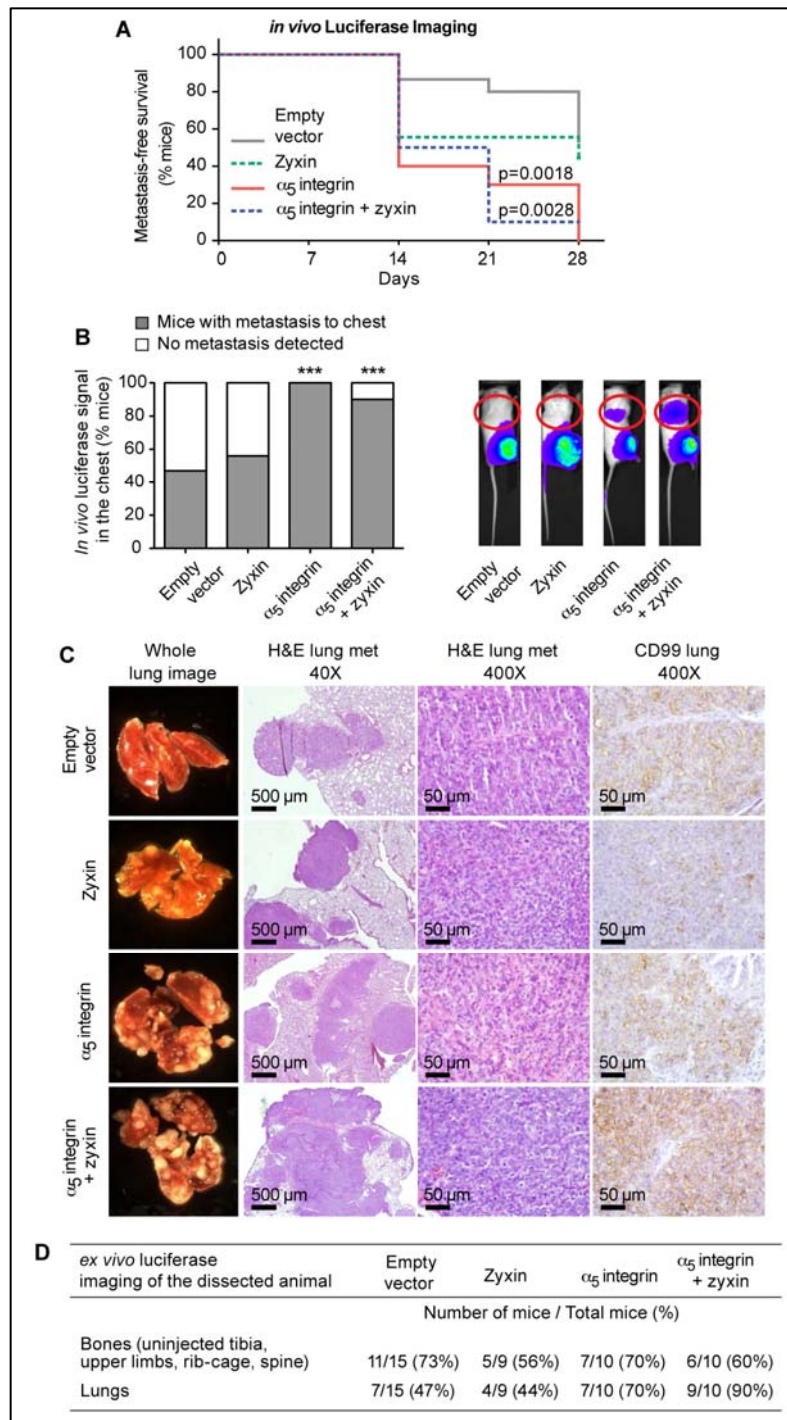 A
in vivo Luciferase Imaging
Metastasis-free survival
(% mice)
100
80
60
40
20
0
Empty
vector
Zyxin
α5 integrin
α5 integrin + zyxin
p=0.0018
p=0.0028
0 7 14 21 28
Days
B
Mice with metastasis to chest
No metastasis detected
In vivo luciferase signal
in the chest (% mice)
100
80
60
40
20
0
*** ***
Empty
vector
Zyxin
α5 integrin
α5 integrin
+ zyxin
Empty
vector
Zyxin
α5 integrin
α5 integrin
+ zyxin
C
Whole
lung image
H&E lung met
40X
H&E lung met
400X
CD99 lung
400X
Empty
vector
500 µm
50 µm
50 µm
Zyxin
500 µm
50 µm
50 µm
α5 integrin
500 µm
50 µm
50 µm
α5 integrin
+ zyxin
500 µm
50 µm
50 µm
D
ex vivo luciferase
imaging of the dissected animal
Empty
vector
Zyxin
α5 integrin
α5 integrin
+ zyxin
Number of mice / Total mice (%)
Bones (uninjected tibia,
upper limbs, rib-cage, spine) 11/15 (73%) 5/9 (56%) 7/10 (70%) 6/10 (60%)
Lungs 7/15 (47%) 4/9 (44%) 7/10 (70%) 9/10 (90%)